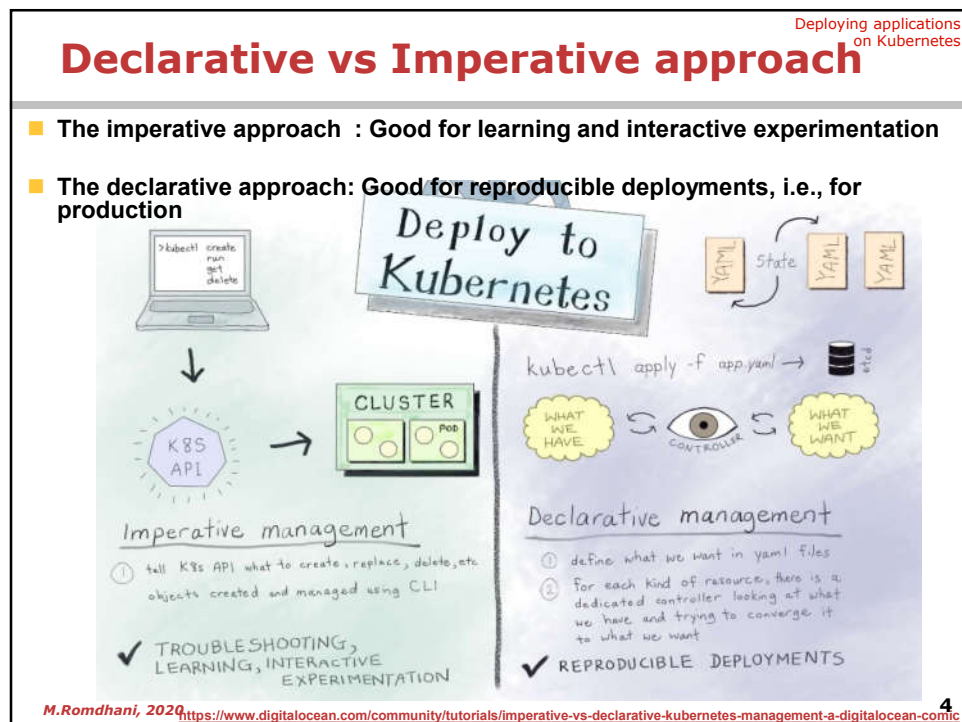 Deploying applications
on Kubernetes
Declarative vs Imperative approach
The imperative approach : Good for learning and interactive experimentation
The declarative approach: Good for reproducible deployments, i.e., for
production
Deploy to
Kubernetes
>kubectl create
run
get
delete
K8S
API
CLUSTER
POD
Imperative management
1 tell K8s API what to create, replace, delete, etc
objects created and managed using CLI
✔ TROUBLESHOOTING,
LEARNING, INTERACTIVE
EXPERIMENTATION
YAML
State
YAML
YAML
kubectl apply -f app.yaml →
etcd
WHAT
WE
HAVE
CONTROLLER
WHAT
WE
WANT
Declarative management
1 define what we want in yaml files
2 for each kind of resource, there is a
dedicated controller looking at what
we have and trying to converge it
to what we want
✔ REPRODUCIBLE DEPLOYMENTS
M.Romdhani, 2020
https://www.digitalocean.com/community/tutorials/imperative-vs-declarative-kubernetes-management-a-digitalocean-comic
4